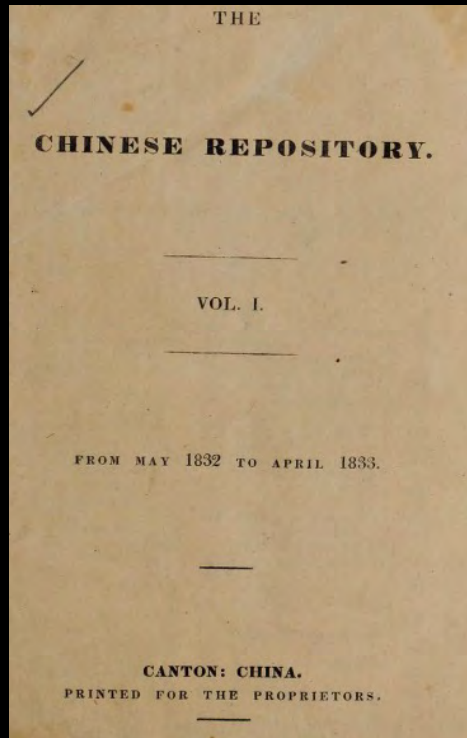 THE
CHINESE REPOSITORY.
VOL. I.
FROM MAY 1832 TO APRIL 1833.
CANTON: CHINA.
PRINTED FOR THE PROPRIETORS.